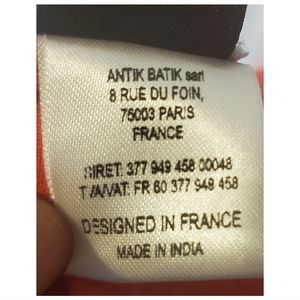 ANTIK BATIK sarl
8 RUE DU FOIN,
75003 PARIS
FRANCE
SIRET: 377 949 458 00048
T/A/VAT: FR 60 377 949 458
DESIGNED IN FRANCE
MADE IN INDIA